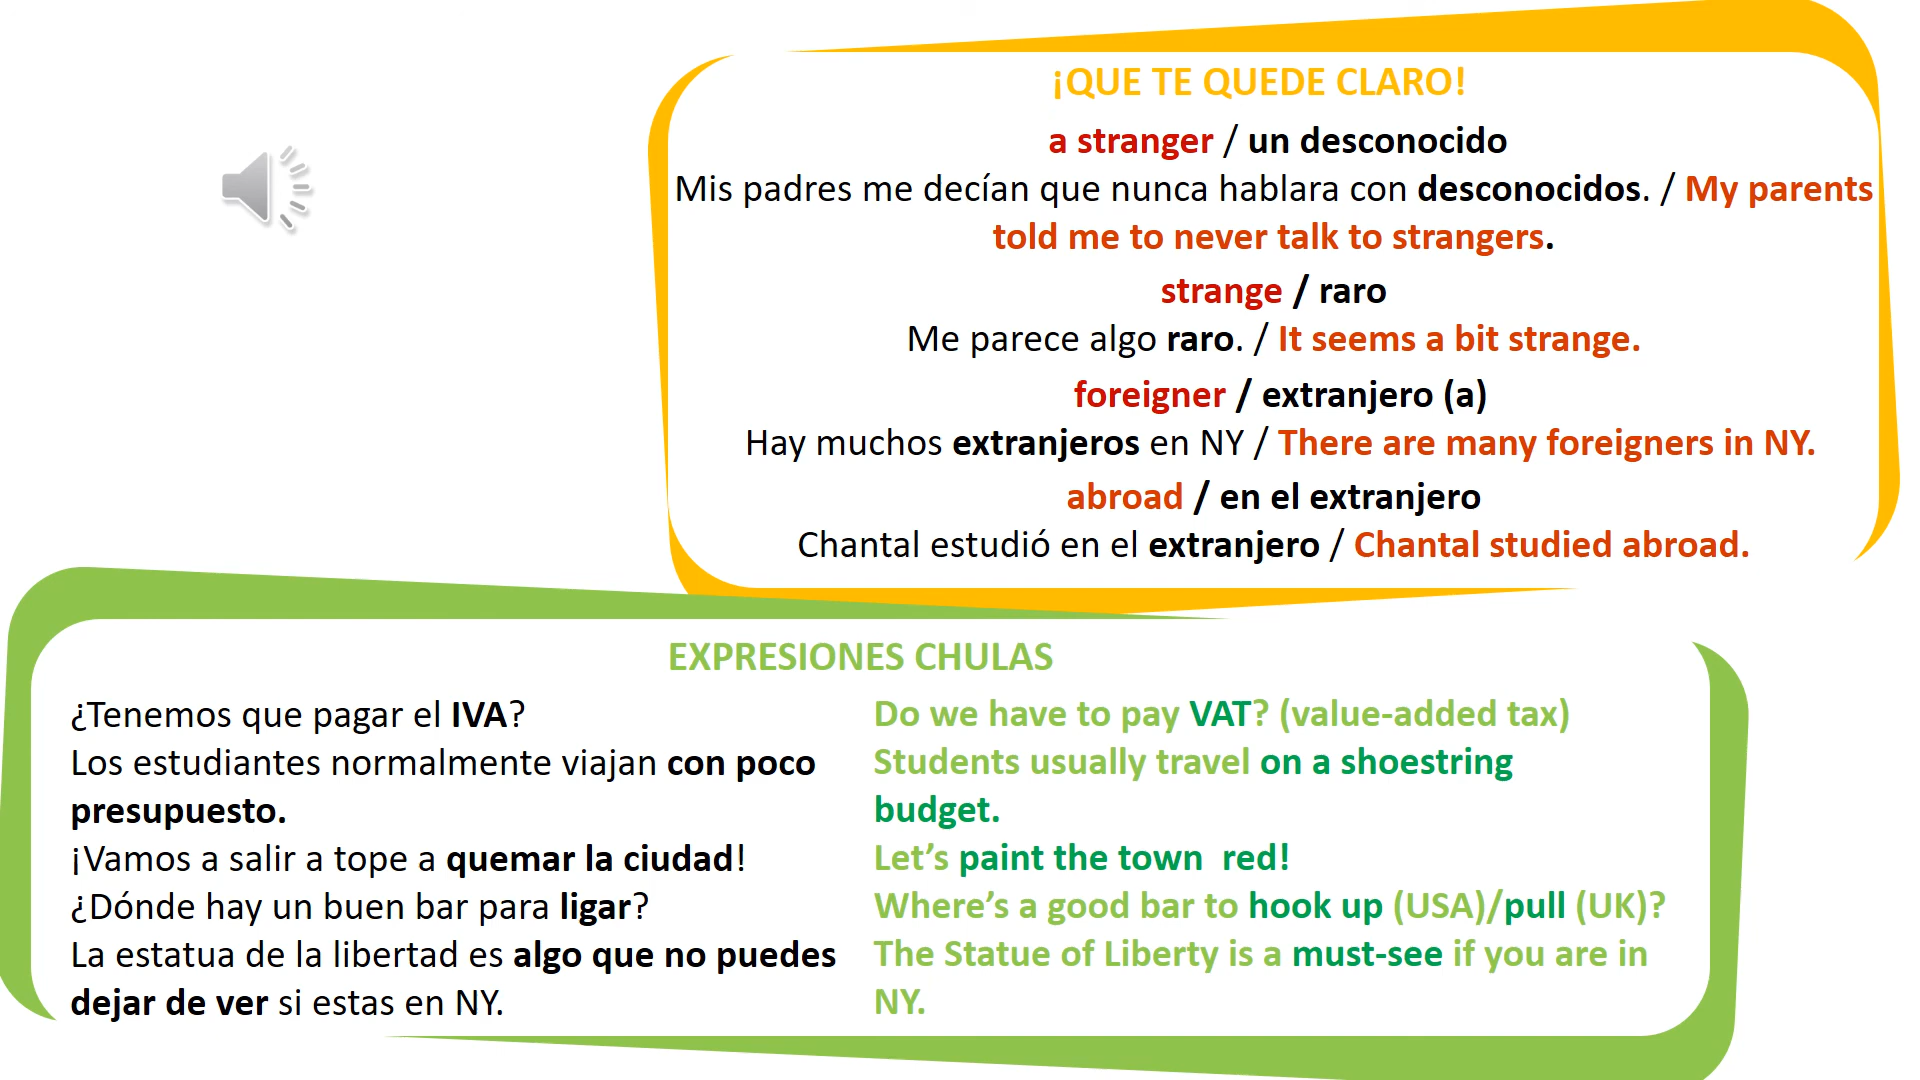 ¡QUE TE QUEDE CLARO!
a stranger / un desconocido
Mis padres me decían que nunca hablara con desconocidos. / My parents
told me to never talk to strangers.
strange / raro
Me parece algo raro. / It seems a bit strange.
foreigner / extranjero (a)
Hay muchos extranjeros en NY / There are many foreigners in NY.
abroad / en el extranjero
Chantal estudió en el extranjero / Chantal studied abroad.
EXPRESIONES CHULAS
¿Tenemos que pagar el IVA?
Los estudiantes normalmente viajan con poco
presupuesto.
¡Vamos a salir a tope a quemar la ciudad!
¿Dónde hay un buen bar para ligar?
La estatua de la libertad es algo que no puedes
dejar de ver si estas en NY.
Do we have to pay VAT? (value-added tax)
Students usually travel on a shoestring
budget.
Let's paint the town  red!
Where's a good bar to hook up (USA)/pull (UK)?
The Statue of Liberty is a must-see if you are in
NY.